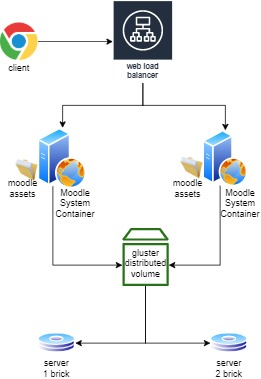 client
web load
balancer
moodle
assets
Moodle
System
Container
moodle
assets
Moodle
System
Container
gluster
distributed
volume
server
1 brick
server
2 brick